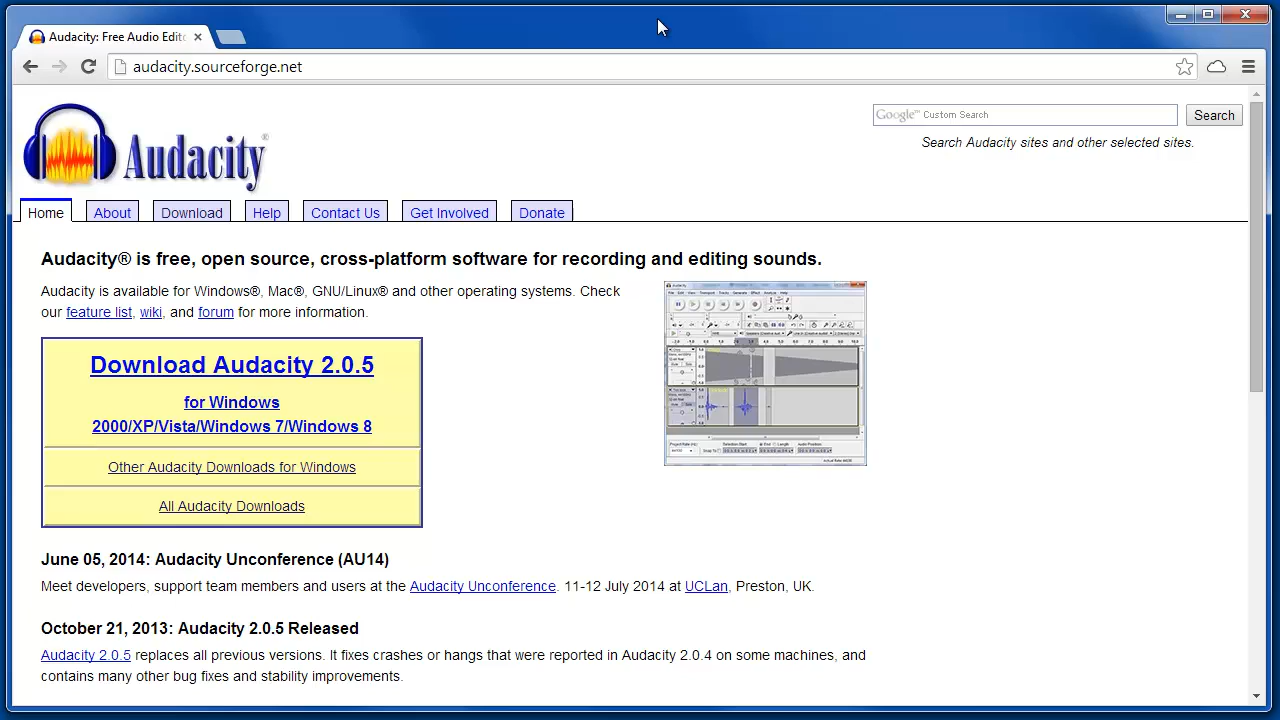 Audacity: Free Audio Edito
audacity.sourceforge.net
Audacity®
Google™ Custom Search
Search
Search Audacity sites and other selected sites.
Home About Download Help Contact Us Get Involved Donate
Audacity® is free, open source, cross-platform software for recording and editing sounds.
Audacity is available for Windows®, Mac®, GNU/Linux® and other operating systems. Check
our feature list, wiki, and forum for more information.
Download Audacity 2.0.5
for Windows
2000/XP/Vista/Windows 7/Windows 8
Other Audacity Downloads for Windows
All Audacity Downloads
June 05, 2014: Audacity Unconference (AU14)
Meet developers, support team members and users at the Audacity Unconference. 11-12 July 2014 at UCLan, Preston, UK.
October 21, 2013: Audacity 2.0.5 Released
Audacity 2.0.5 replaces all previous versions. It fixes crashes or hangs that were reported in Audacity 2.0.4 on some machines, and
contains many other bug fixes and stability improvements.